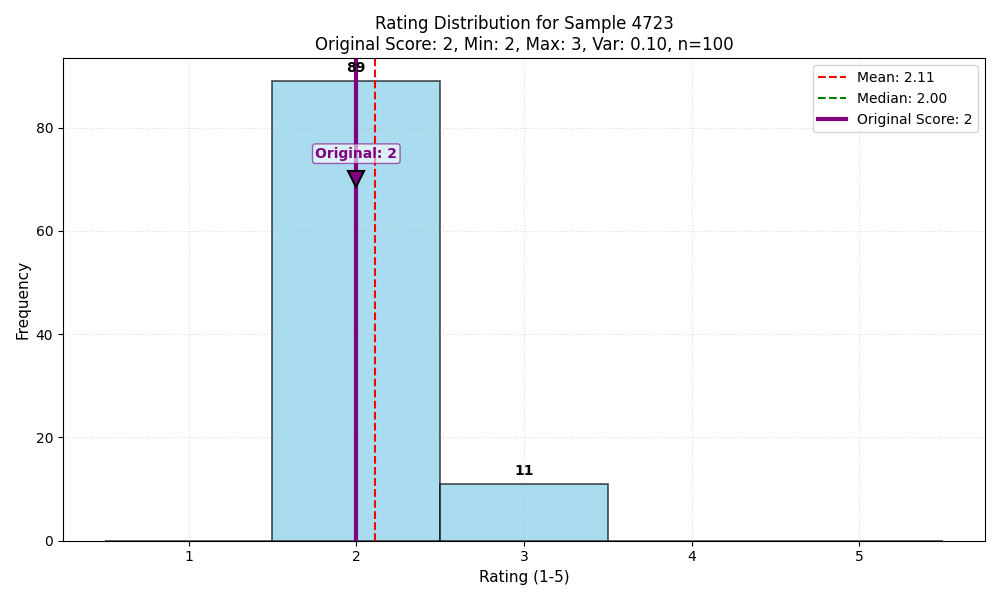 Rating Distribution for Sample 4723
Original Score: 2, Min: 2, Max: 3, Var: 0.10, n=100
Mean: 2.11
Median: 2.00
Original Score: 2
89
Original: 2
11
Frequency
80
60
40
20
0
1
2
3
4
5
Rating (1-5)